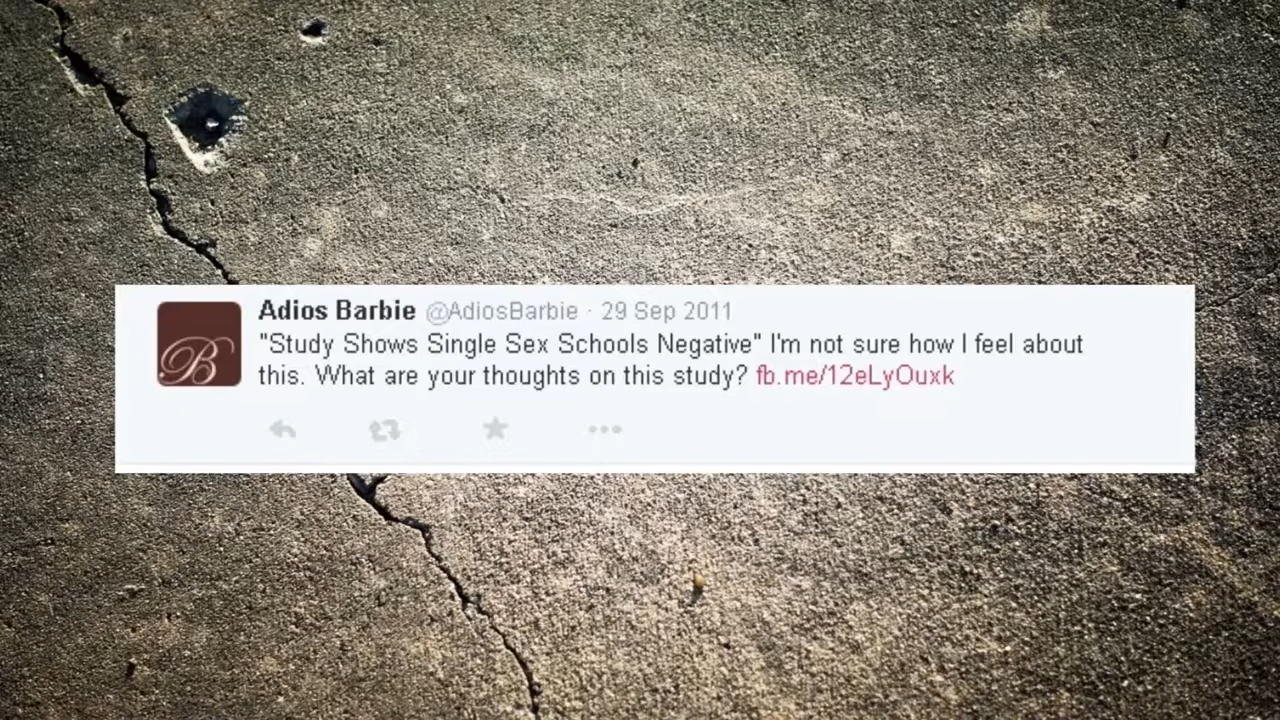 Adios Barbie @AdiosBarbie · 29 Sep 2011
"Study Shows Single Sex Schools Negative" I'm not sure how I feel about
this. What are your thoughts on this study? fb.me/12eLyOuxk
B